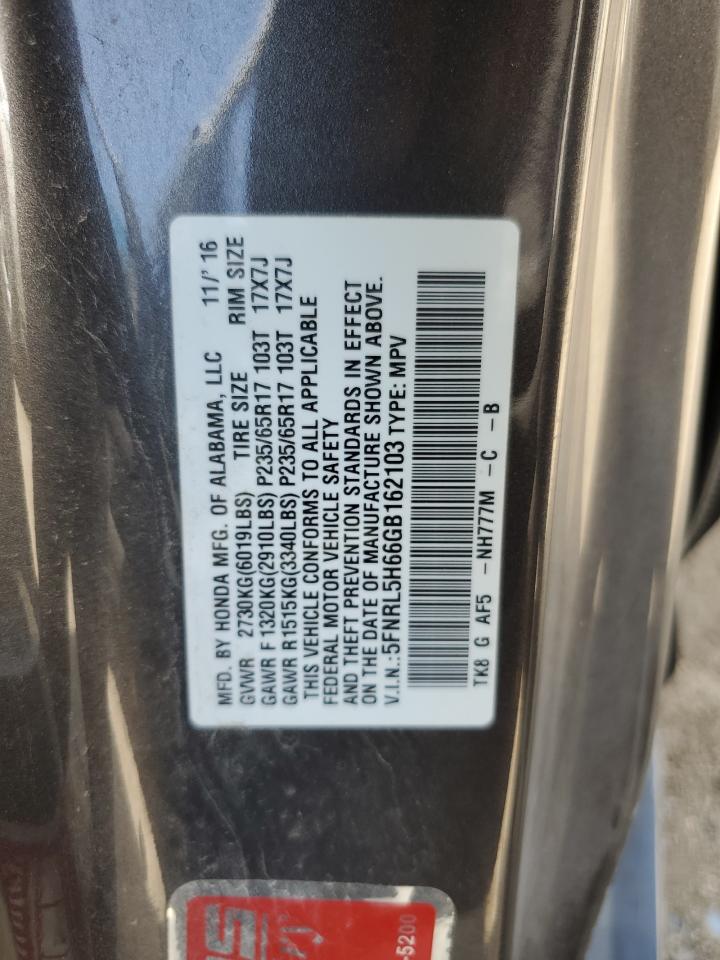 MFD. BY HONDA MFG. OF ALABAMA, LLC 11/' 16
GVWR 2730KG(6019LBS) TIRE SIZE RIM SIZE
GAWR F 1320KG(2910LBS) P235/65R17 103T 17X7J
GAWR R1515KG(3340LBS) P235/65R17 103T 17X7J
THIS VEHICLE CONFORMS TO ALL APPLICABLE
FEDERAL MOTOR VEHICLE SAFETY
AND THEFT PREVENTION STANDARDS IN EFFECT
ON THE DATE OF MANUFACTURE SHOWN ABOVE.
V.I.N.:5FNRL5H66GB162103 TYPE: MPV
TK8 G AF5 -NH777M -C -B
-5200